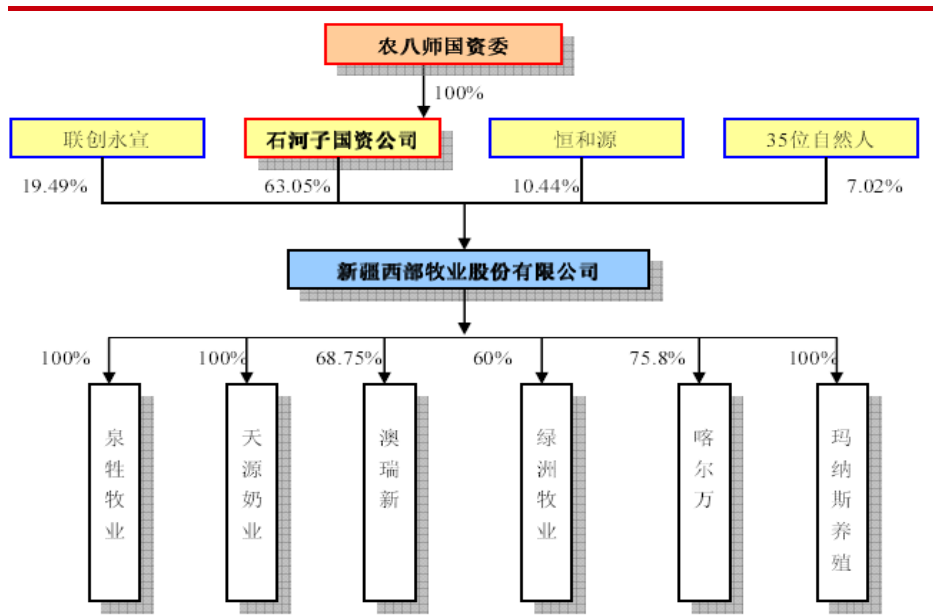 农八师国资委
100%
联创永宣
石河子国资公司
恒和源
35位自然人
19.49%
63.05%
10.44%
7.02%
新疆西部牧业股份有限公司
100%
100%
68.75%
60%
75.8%
100%
泉牲牧业
天源奶业
澳瑞新
绿洲牧业
喀尔万
玛纳斯养殖